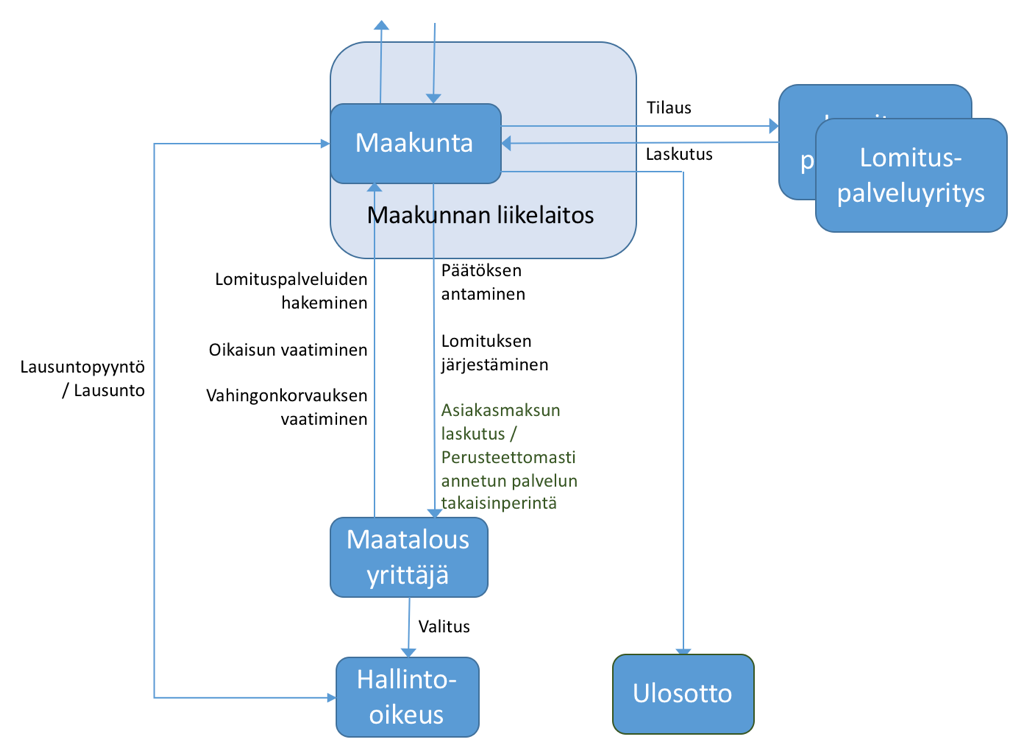 Maakunta
Maakunnan liikelaitos
Tilaus
Laskutus
p
Lomitus-
palveluyritys
Lomituspalveluiden
hakeminen
Oikaisun vaatiminen
Vahingonkorvauksen
vaatiminen
Päätöksen
antaminen
Lomituksen
järjestäminen
Asiakasmaksun
laskutus /
Perusteettomasti
annetun palvelun
takaisinperintä
Lausuntopyyntö
/ Lausunto
Maatalous
yrittäjä
Valitus
Hallinto-
oikeus
Ulosotto